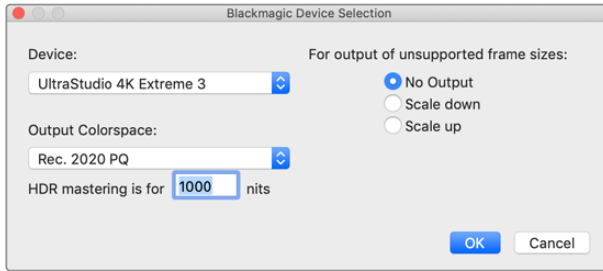 Blackmagic Device Selection
Device:
UltraStudio 4K Extreme 3
Output Colorspace:
Rec. 2020 PQ
HDR mastering is for 1000 nits
For output of unsupported frame sizes:
No Output
Scale down
Scale up
OK Cancel